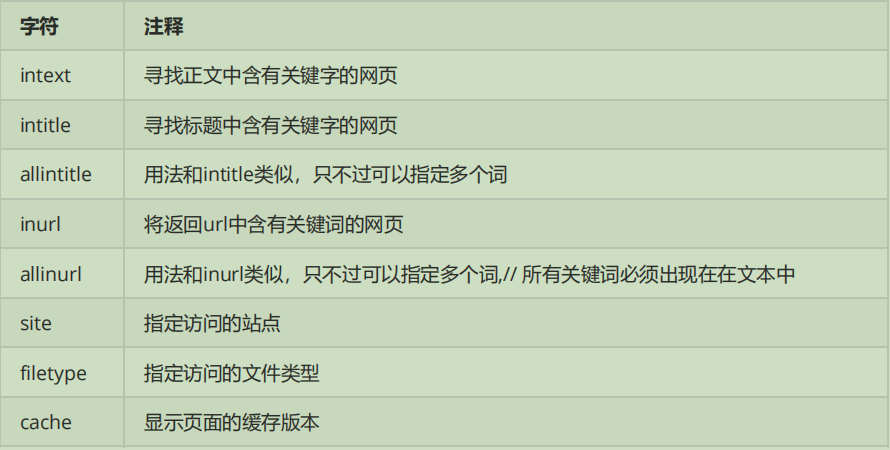 字符 注释
intext 寻找正文中含有关键字的网页
intitle 寻找标题中含有关键字的网页
allintitle 用法和intitle类似，只不过可以指定多个词
inurl 将返回url中含有关键词的网页
allinurl 用法和inurl类似，只不过可以指定多个词,// 所有关键词必须出现在在文本中
site 指定访问的站点
filetype 指定访问的文件类型
cache 显示页面的缓存版本